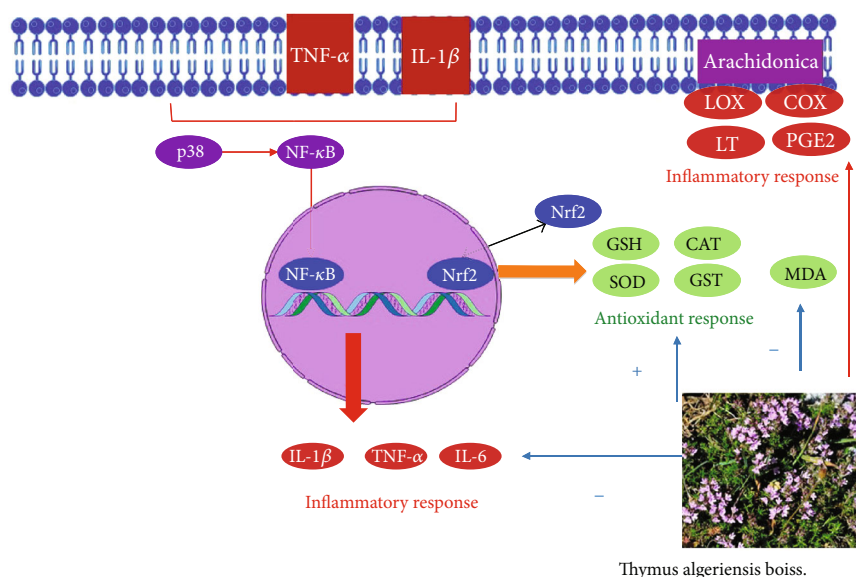 TNF-α
IL-1β
Arachidonica
LOX
COX
LT
PGE2
Inflammatory response
p38
NF-κB
Nrf2
NF-κB
Nrf2
GSH
CAT
SOD
GST
MDA
Antioxidant response
+
−
IL-1β
TNF-α
IL-6
Inflammatory response
−
Thymus algeriensis boiss.